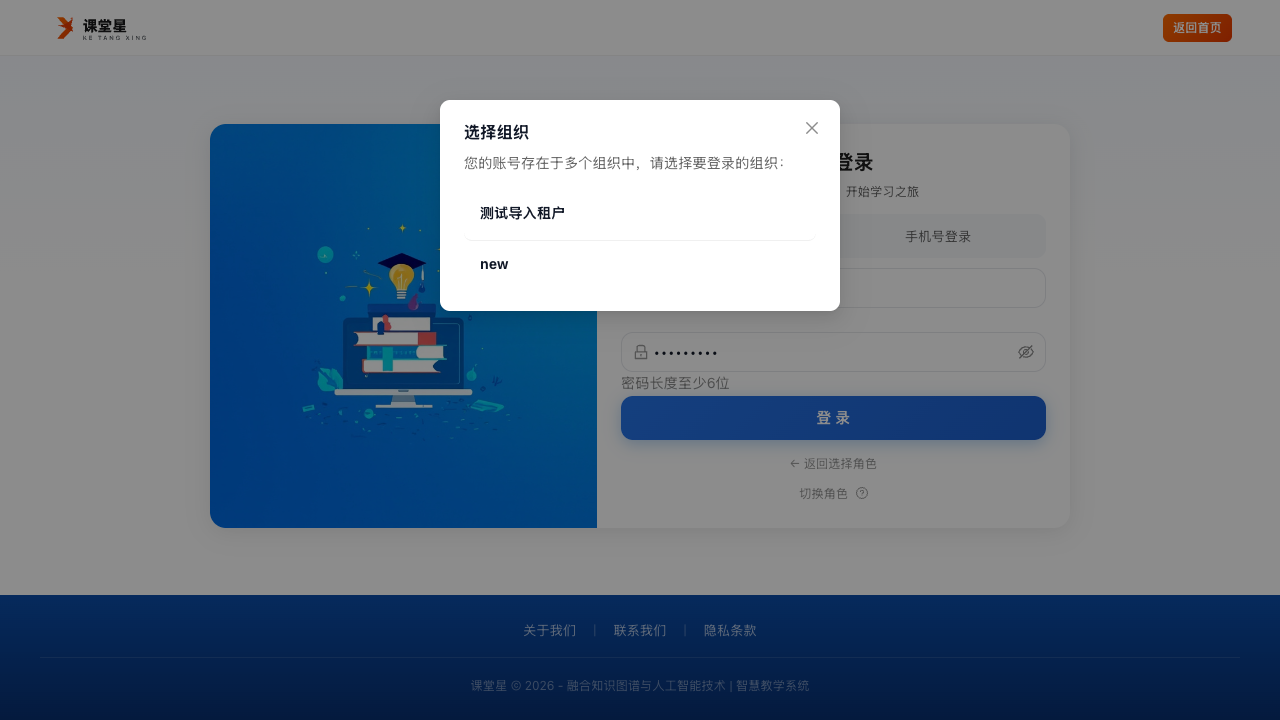 课堂星
KE TANG XING
返回首页
选择组织
您的账号存在于多个组织中，请选择要登录的组织：
测试导入租户
new
登录
开始学习之旅
手机号登录
•••••••••
密码长度至少6位
登 录
← 返回选择角色
切换角色
关于我们 | 联系我们 | 隐私条款
课堂星 © 2026 - 融合知识图谱与人工智能技术 | 智慧教学系统